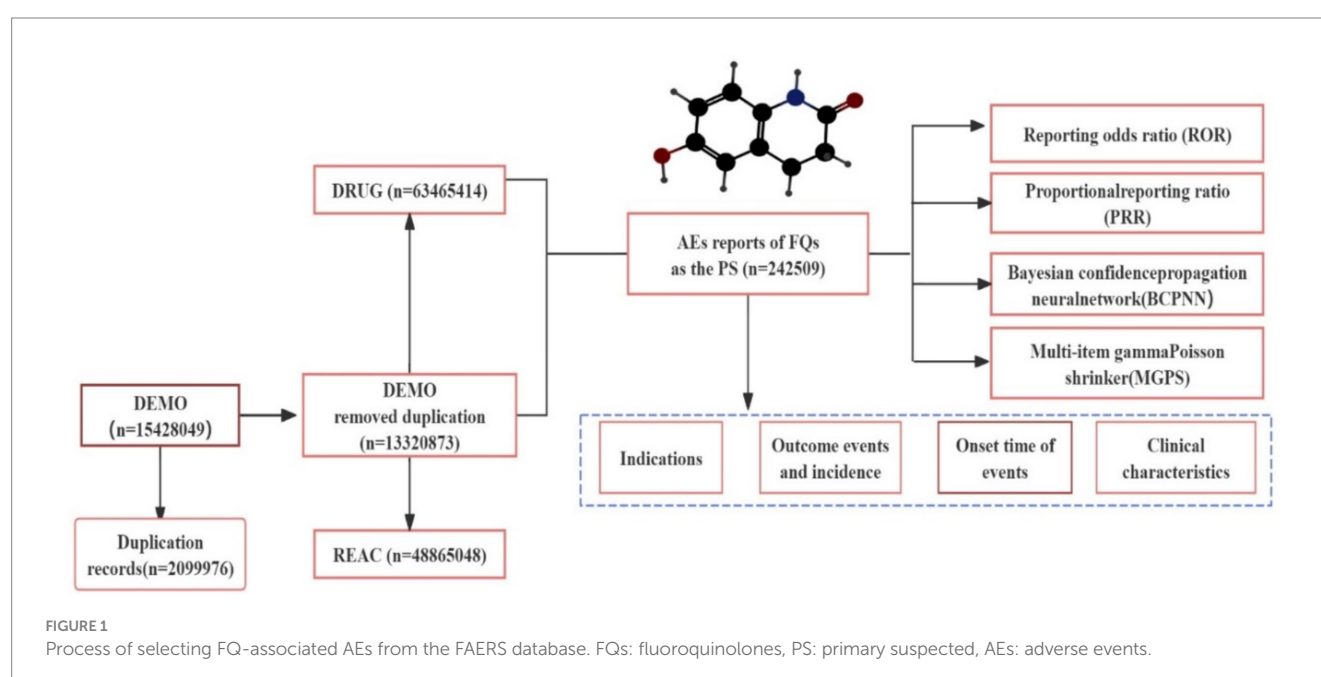 DRUG (n=63465414)
AEs reports of FQs
as the PS (n=242509)
Reporting odds ratio (ROR)
Proportionalreporting ratio
(PRR)
Bayesian confidencepropagation
neuralnetwork(BCPNN)
Multi-item gammaPoisson
shrinker(MGPS)
DEMO
(n=15428049)
DEMO
removed duplication
(n=13320873)
Indications
Outcome events
and incidence
Onset time of
events
Clinical
characteristics
Duplication
records(n=2099976)
REAC (n=48865048)
FIGURE 1
Process of selecting FQ-associated AEs from the FAERS database. FQs: fluoroquinolones, PS: primary suspected, AEs: adverse events.